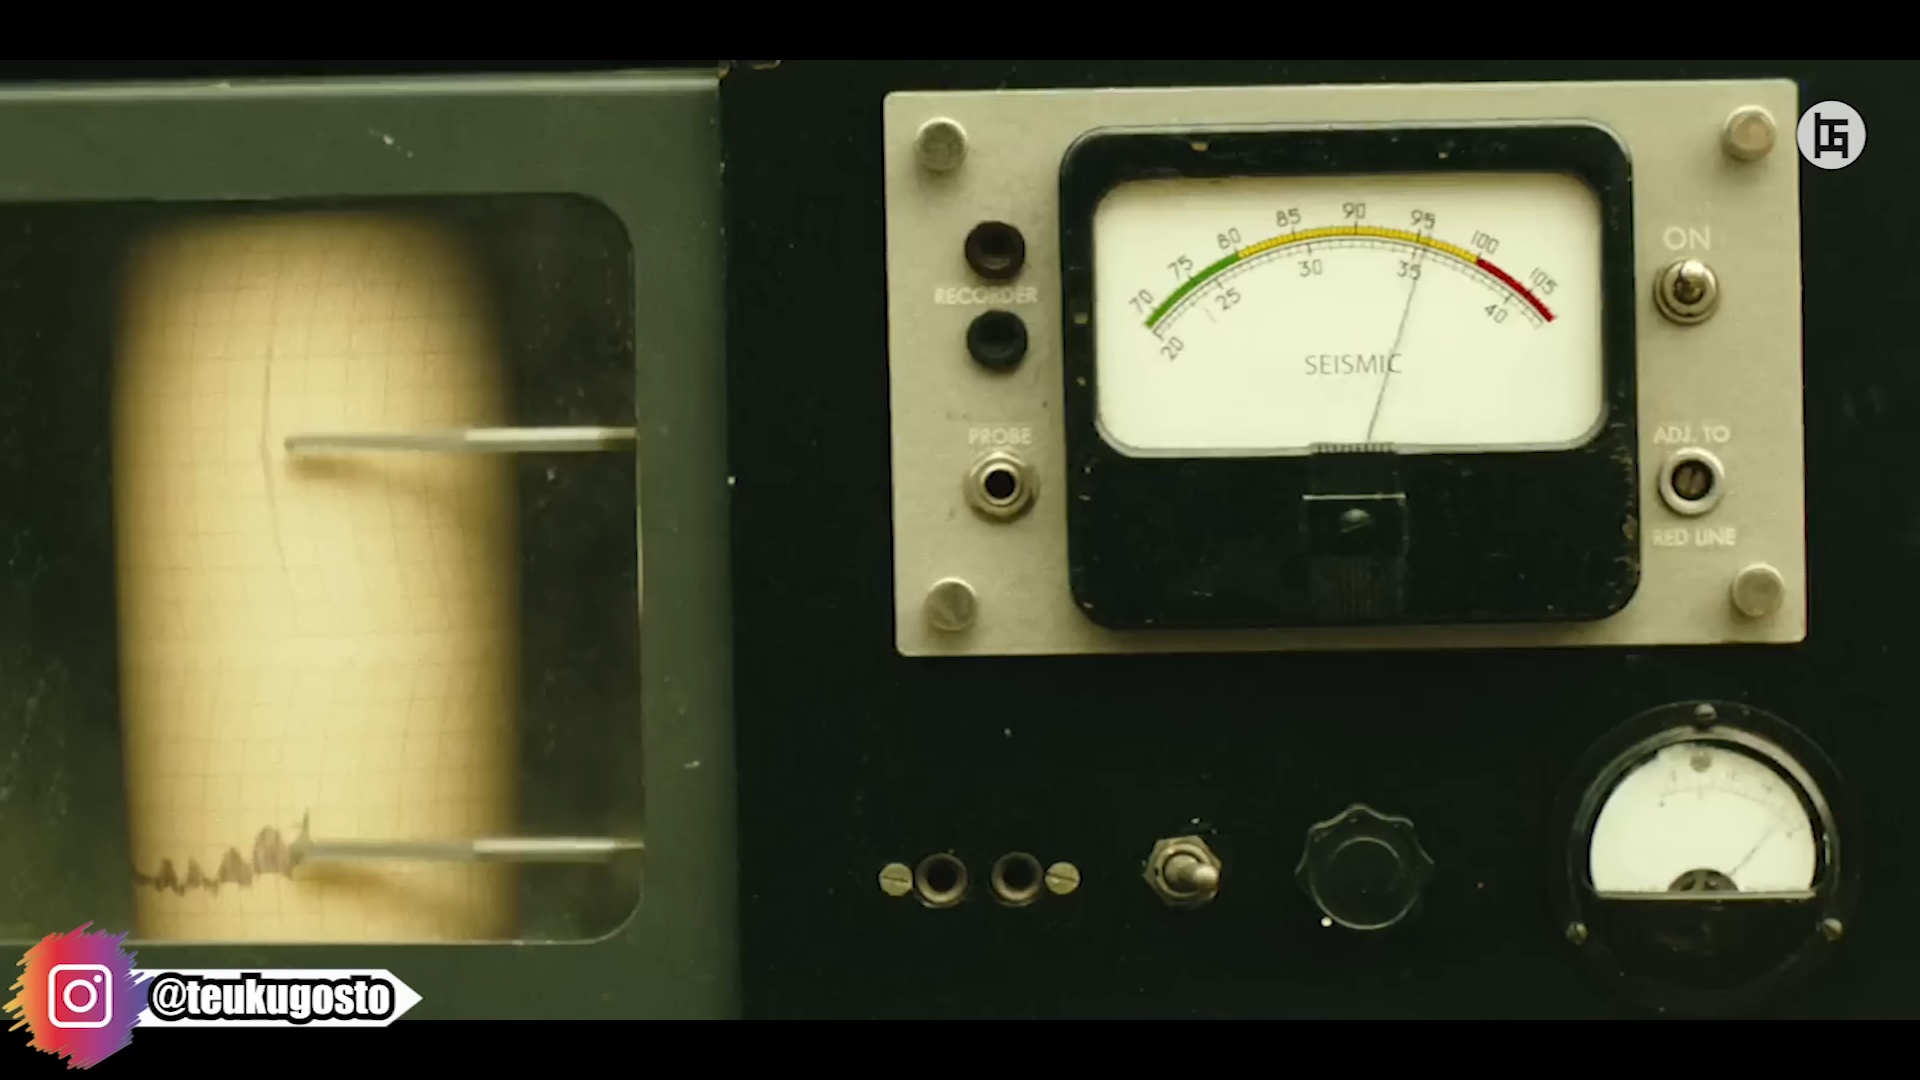 70 75 80 85 90 95 100 105
20 25 30 35 40
SEISMIC
RECORDER
PROBE
ON
ADJ. TO
RED LINE
@teukugosto